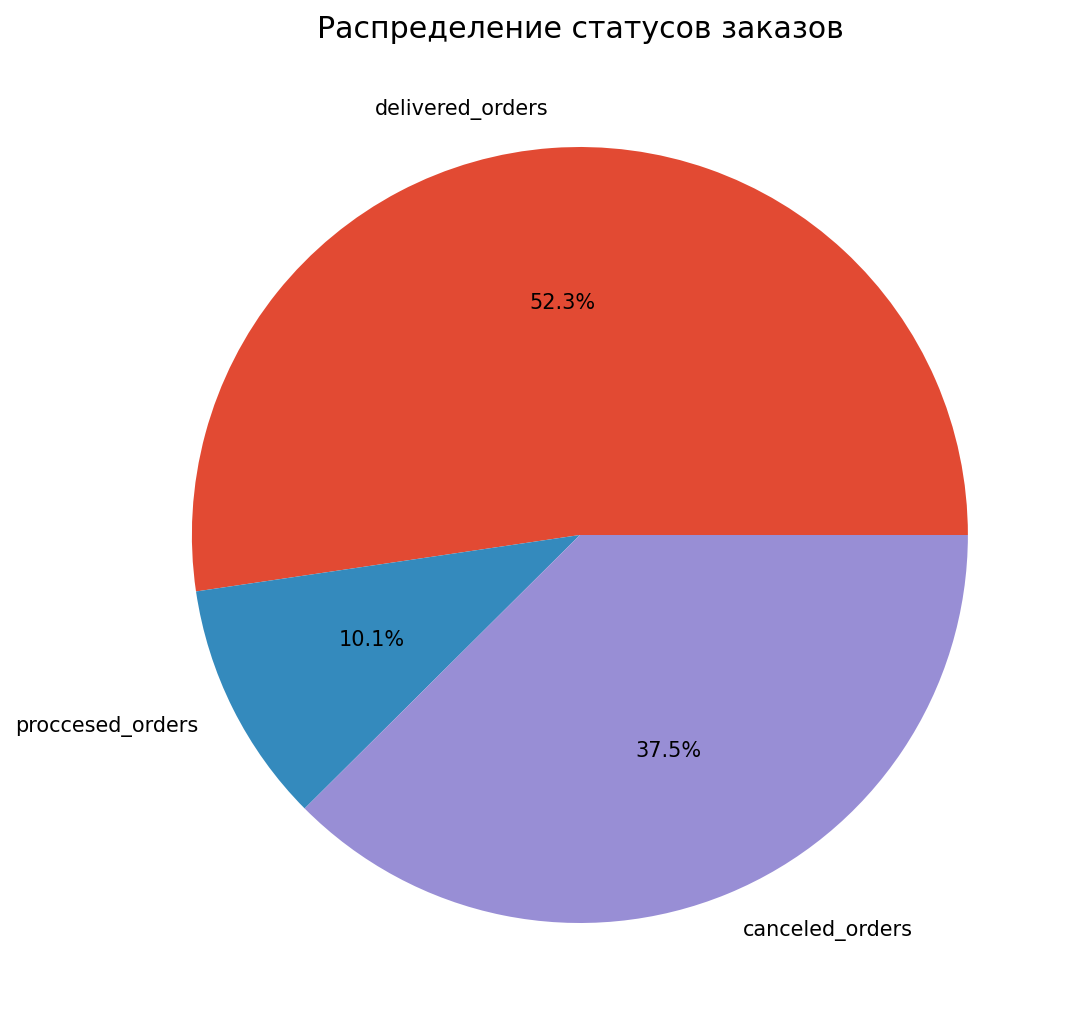 Распределение статусов заказов
delivered_orders
52.3%
10.1%
proccesed_orders
37.5%
canceled_orders